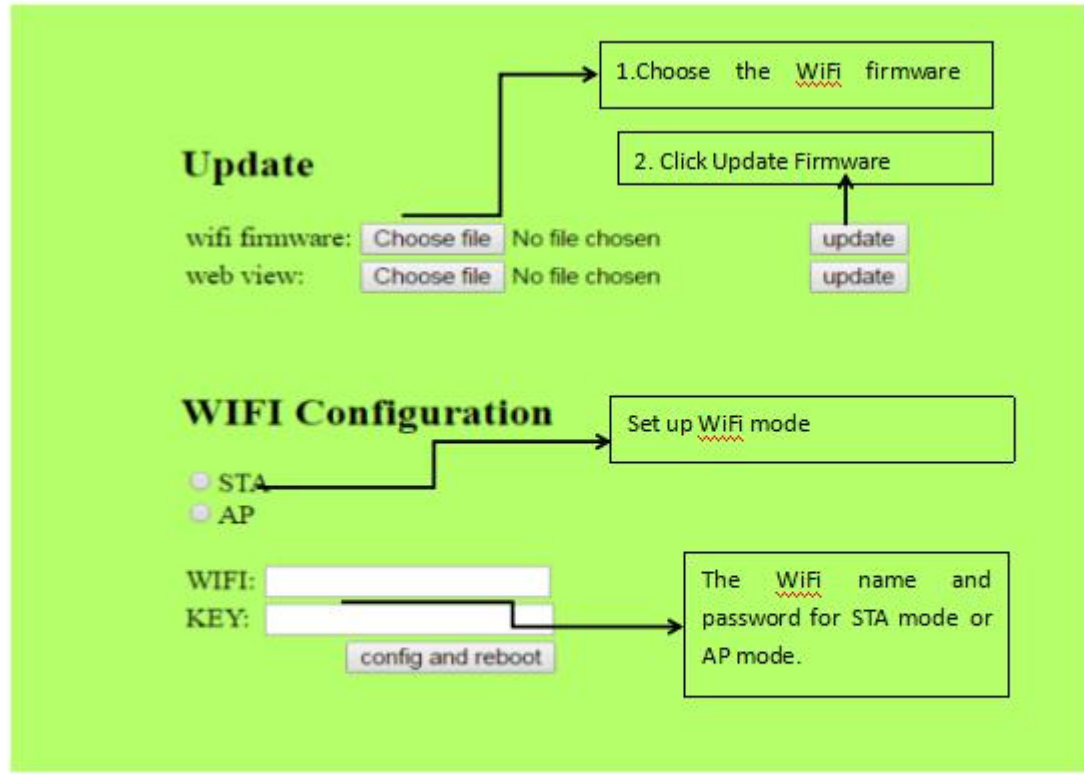 1.Choose the WiFi firmware
Update
2. Click Update Firmware
wifi firmware: Choose file No file chosen update
web view: Choose file No file chosen update
WIFI Configuration
Set up WiFi mode
STA
AP
WIFI:
KEY:
config and reboot
The WiFi name and
password for STA mode or
AP mode.